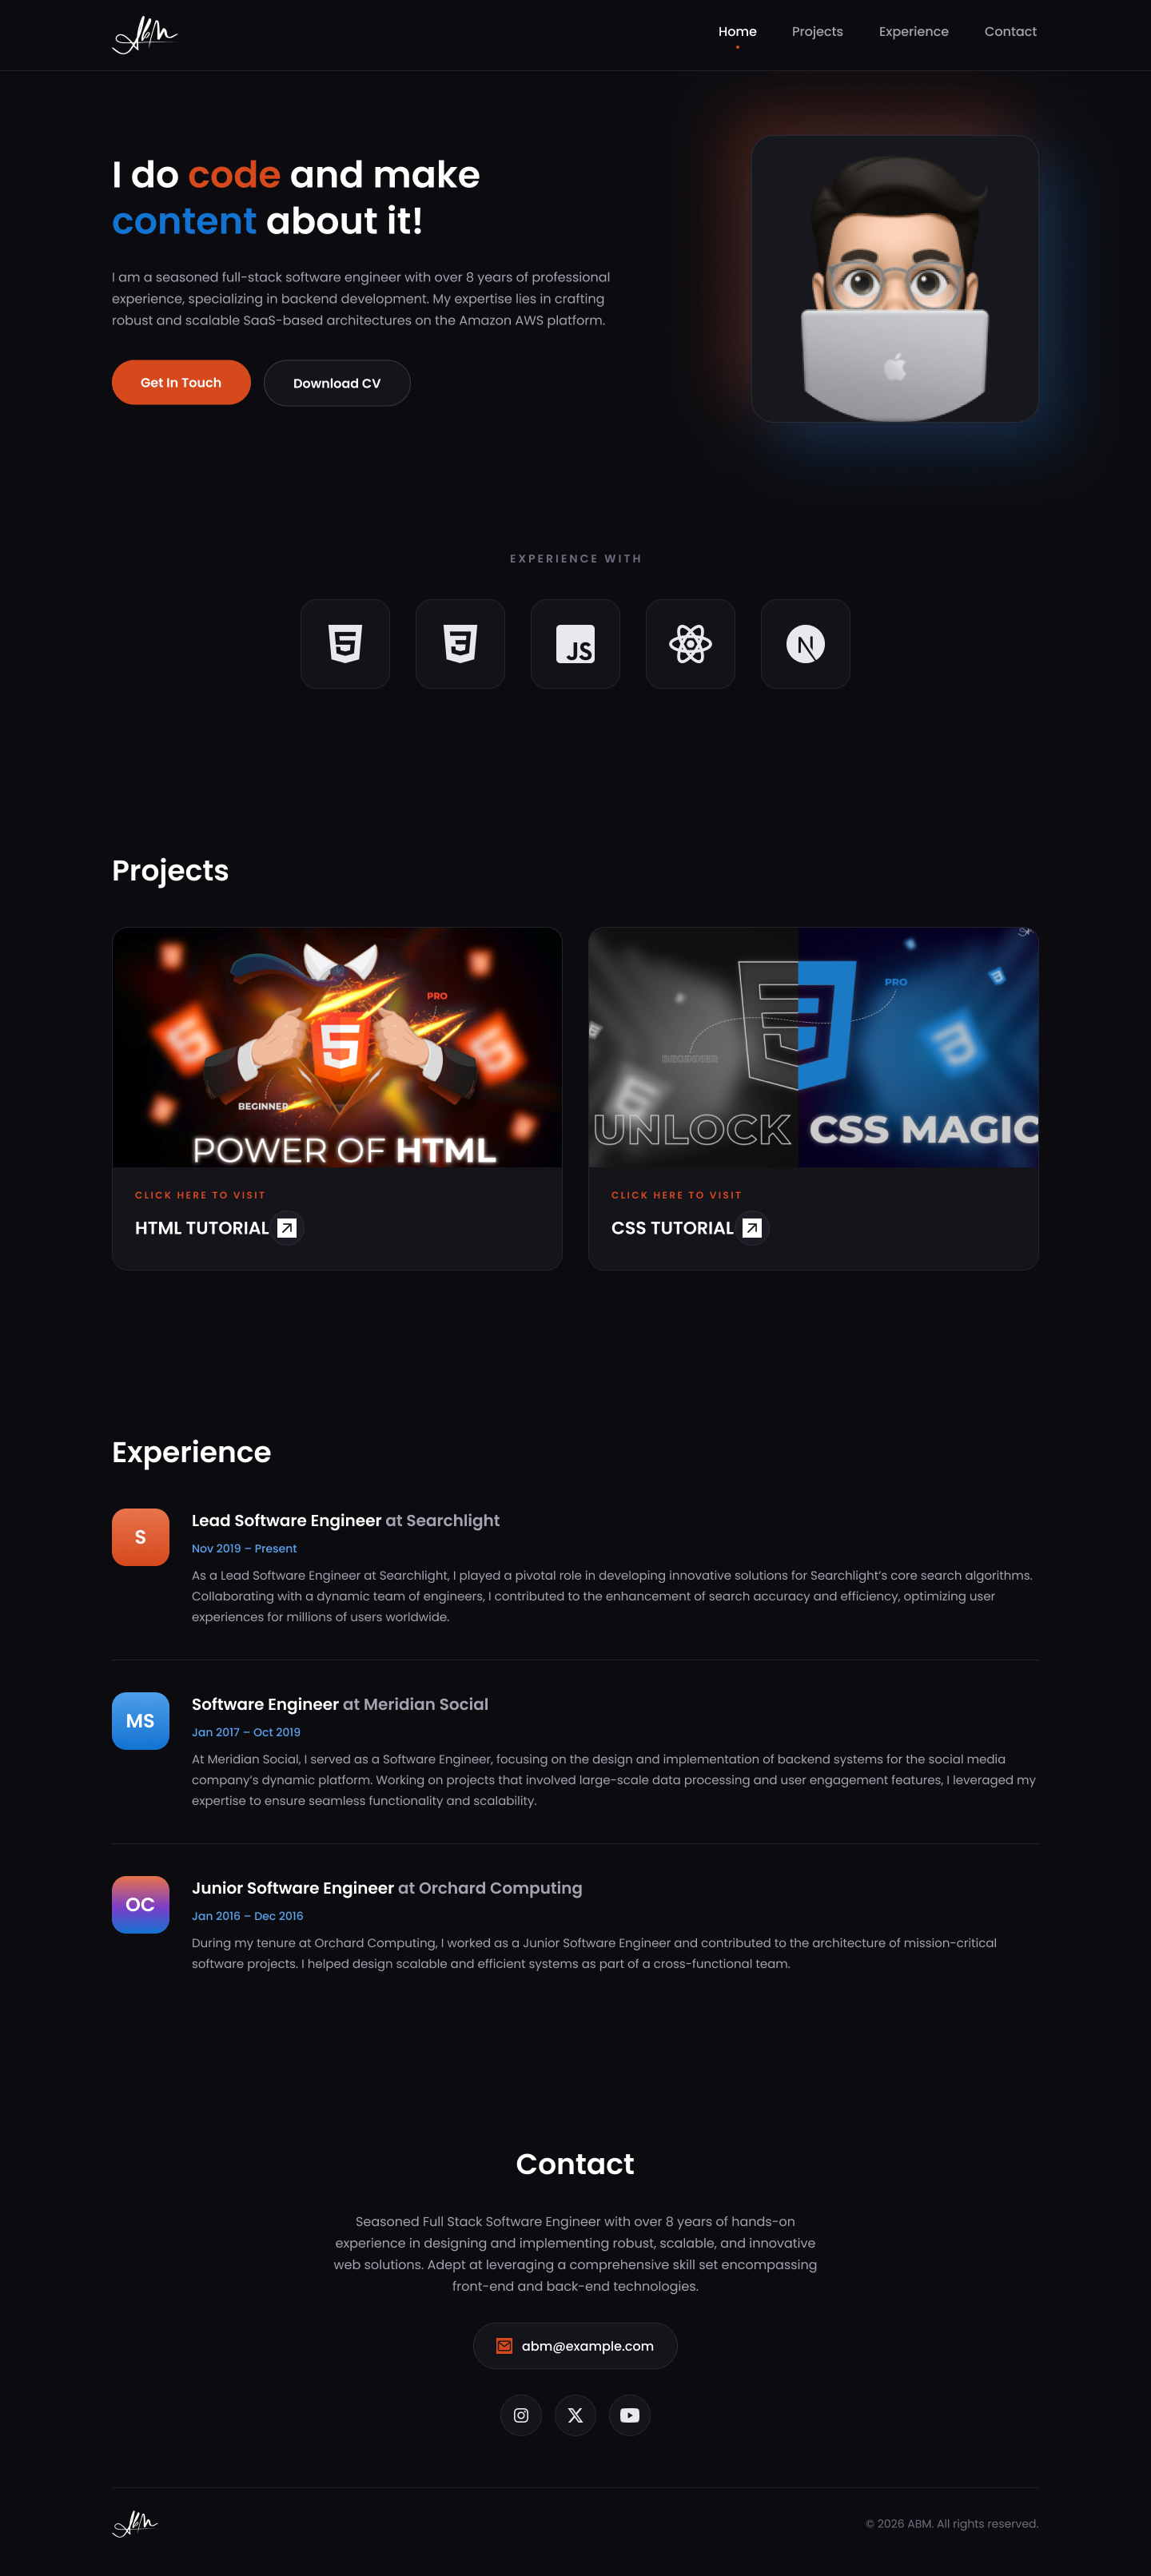 ABM
Home Projects Experience Contact
I do code and make
content about it!
I am a seasoned full-stack software engineer with over 8 years of professional
experience, specializing in backend development. My expertise lies in crafting
robust and scalable SaaS-based architectures on the Amazon AWS platform.
Get In Touch Download CV
EXPERIENCE WITH
JS
N
Projects
PRO
BEGINNER
POWER OF HTML
CLICK HERE TO VISIT
HTML TUTORIAL
PRO
BEGINNER
UNLOCK CSS MAGIC
CLICK HERE TO VISIT
CSS TUTORIAL
Experience
S
Lead Software Engineer at Searchlight
Nov 2019 – Present
As a Lead Software Engineer at Searchlight, I played a pivotal role in developing innovative solutions for Searchlight’s core search algorithms.
Collaborating with a dynamic team of engineers, I contributed to the enhancement of search accuracy and efficiency, optimizing user
experiences for millions of users worldwide.
MS
Software Engineer at Meridian Social
Jan 2017 – Oct 2019
At Meridian Social, I served as a Software Engineer, focusing on the design and implementation of backend systems for the social media
company’s dynamic platform. Working on projects that involved large-scale data processing and user engagement features, I leveraged my
expertise to ensure seamless functionality and scalability.
OC
Junior Software Engineer at Orchard Computing
Jan 2016 – Dec 2016
During my tenure at Orchard Computing, I worked as a Junior Software Engineer and contributed to the architecture of mission-critical
software projects. I helped design scalable and efficient systems as part of a cross-functional team.
Contact
Seasoned Full Stack Software Engineer with over 8 years of hands-on
experience in designing and implementing robust, scalable, and innovative
web solutions. Adept at leveraging a comprehensive skill set encompassing
front-end and back-end technologies.
abm@example.com
ABM
© 2026 ABM. All rights reserved.